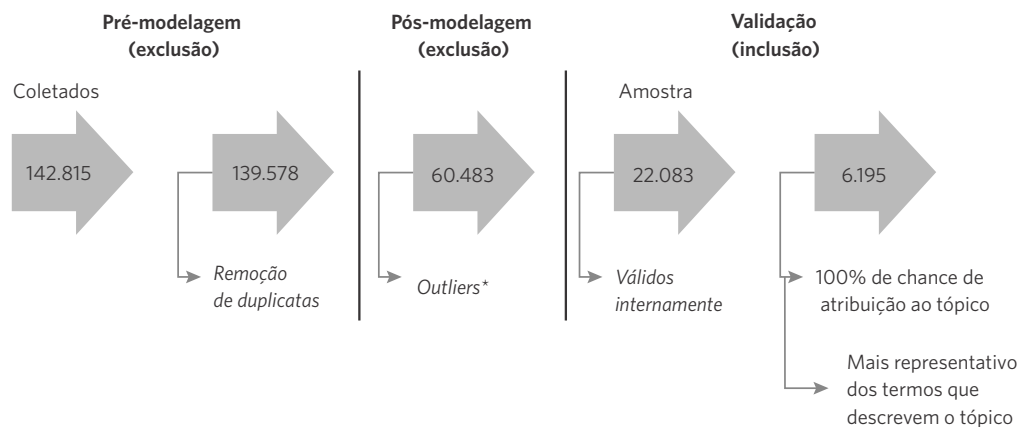 Pré-modelagem
(exclusão)
Pós-modelagem
(exclusão)
Validação
(inclusão)
Coletados
Amostra
142.815
139.578
60.483
22.083
6.195
Remoção
de duplicatas
Outliers*
Válidos
internamente
100% de chance de
atribuição ao tópico
Mais representativo
dos termos que
descrevem o tópico